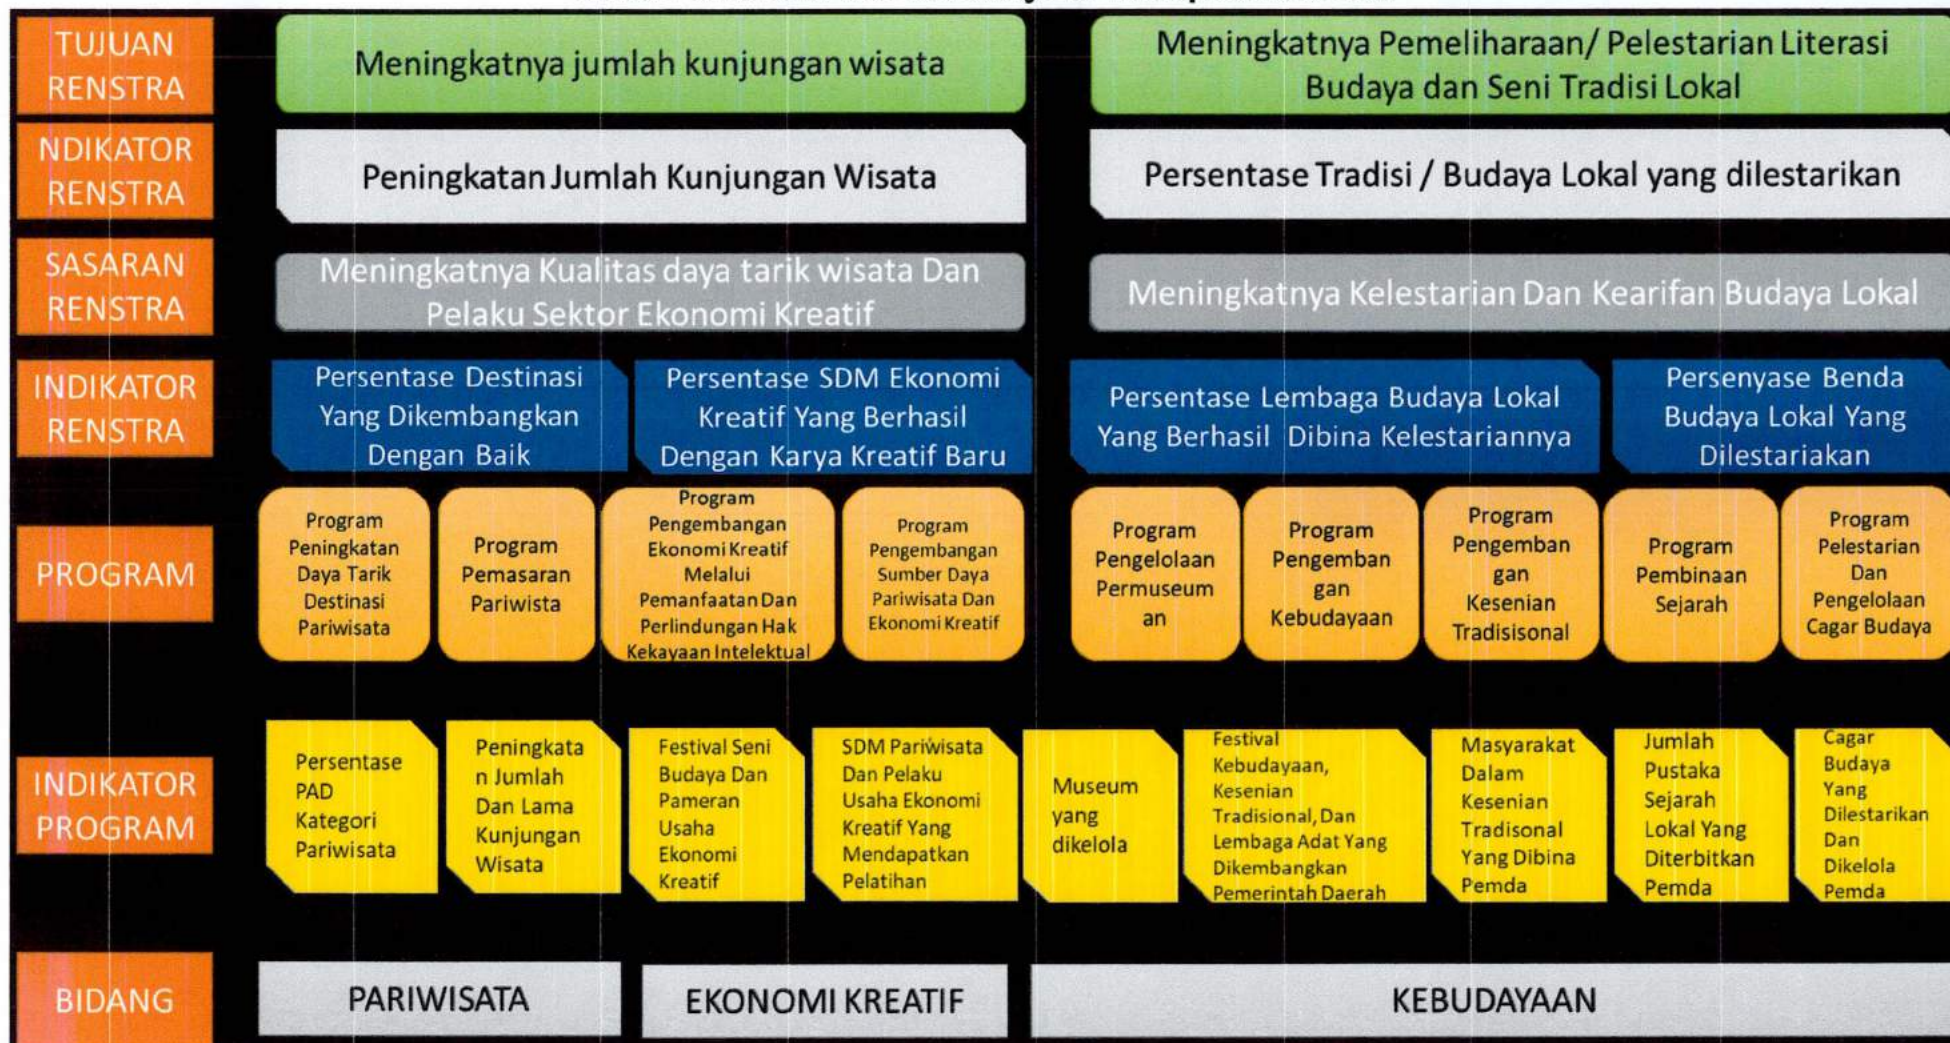 TUJUAN
RENSTRA
Meningkatnya jumlah kunjungan wisata
Meningkatnya Pemeliharaan/ Pelestarian Literasi
Budaya dan Seni Tradisi Lokal
NDIKATOR
RENSTRA
Peningkatan Jumlah Kunjungan Wisata
Persentase Tradisi / Budaya Lokal yang dilestarikan
SASARAN
RENSTRA
Meningkatnya Kualitas daya tarik wisata Dan
Pelaku Sektor Ekonomi Kreatif
Meningkatnya Kelestarian Dan Kearifan Budaya Lokal
INDIKATOR
RENSTRA
Persentase Destinasi
Yang Dikembangkan
Dengan Baik
Persentase SDM Ekonomi
Kreatif Yang Berhasil
Dengan Karya Kreatif Baru
Persentase Lembaga Budaya Lokal
Yang Berhasil Dibina Kelestariannya
Persenyase Benda
Budaya Lokal Yang
Dilestariakan
PROGRAM
Program
Peningkatan
Daya Tarik
Destinasi
Pariwisata
Program
Pemasaran
Pariwista
Program
Pengembangan
Ekonomi Kreatif
Melalui
Pemanfaatan Dan
Perlindungan Hak
Kekayaan Intelektual
Program
Pengembangan
Sumber Daya
Pariwisata Dan
Ekonomi Kreatif
Program
Pengelolaan
Permuseum
an
Program
Pengemban
gan
Kebudayaan
Program
Pengemban
gan
Kesenian
Tradisisonal
Program
Pembinaan
Sejarah
Program
Pelestarian
Dan
Pengelolaan
Cagar Budaya
INDIKATOR
PROGRAM
Persentase
PAD
Kategori
Pariwisata
Peningkata
n Jumlah
Dan Lama
Kunjungan
Wisata
Festival Seni
Budaya Dan
Pameran
Usaha
Ekonomi
Kreatif
SDM Pariwisata
Dan Pelaku
Usaha Ekonomi
Kreatif Yang
Mendapatkan
Pelatihan
Museum
yang
dikelola
Festival
Kebudayaan,
Kesenian
Tradisional, Dan
Lembaga Adat Yang
Dikembangkan
Pemerintah Daerah
Masyarakat
Dalam
Kesenian
Tradisonal
Yang Dibina
Pemda
Jumlah
Pustaka
Sejarah
Lokal Yang
Diterbitkan
Pemda
Cagar
Budaya
Yang
Dilestarikan
Dan
Dikelola
Pemda
BIDANG
PARIWISATA
EKONOMI KREATIF
KEBUDAYAAN